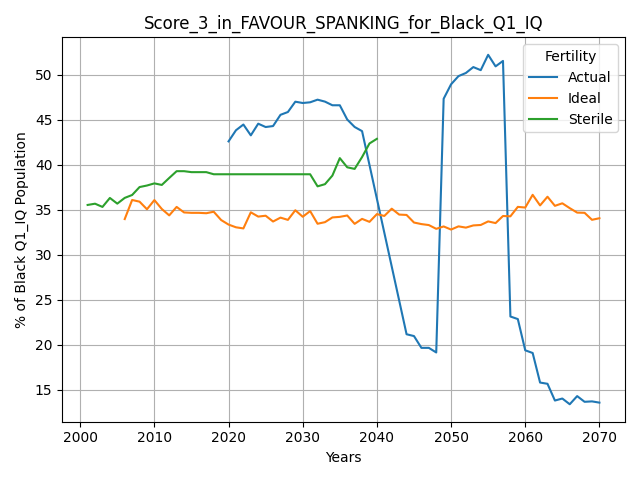 Score_3_in_FAVOUR_SPANKING_for_Black_Q1_IQ
Fertility
Actual
Ideal
Sterile
% of Black Q1_IQ Population
50
45
40
35
30
25
20
15
2000 2010 2020 2030 2040 2050 2060 2070
Years